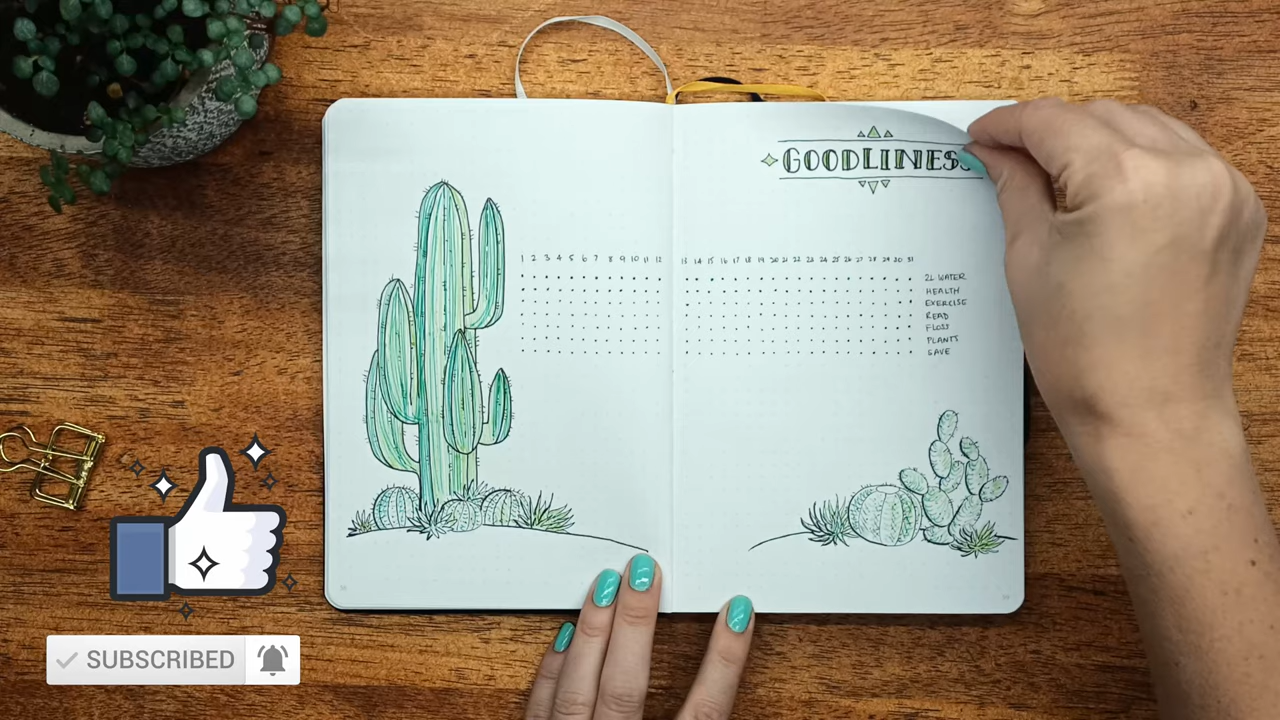 GOODLINESS
1 2 3 4 5 6 7 8 9 10 11 12 13 14 15 16 17 18 19 20 21 22 23 24 25 26 27 28 29 30 31
2L WATER
HEALTH
EXERCISE
READ
FLOSS
PLANTS
SAVE
SUBSCRIBED